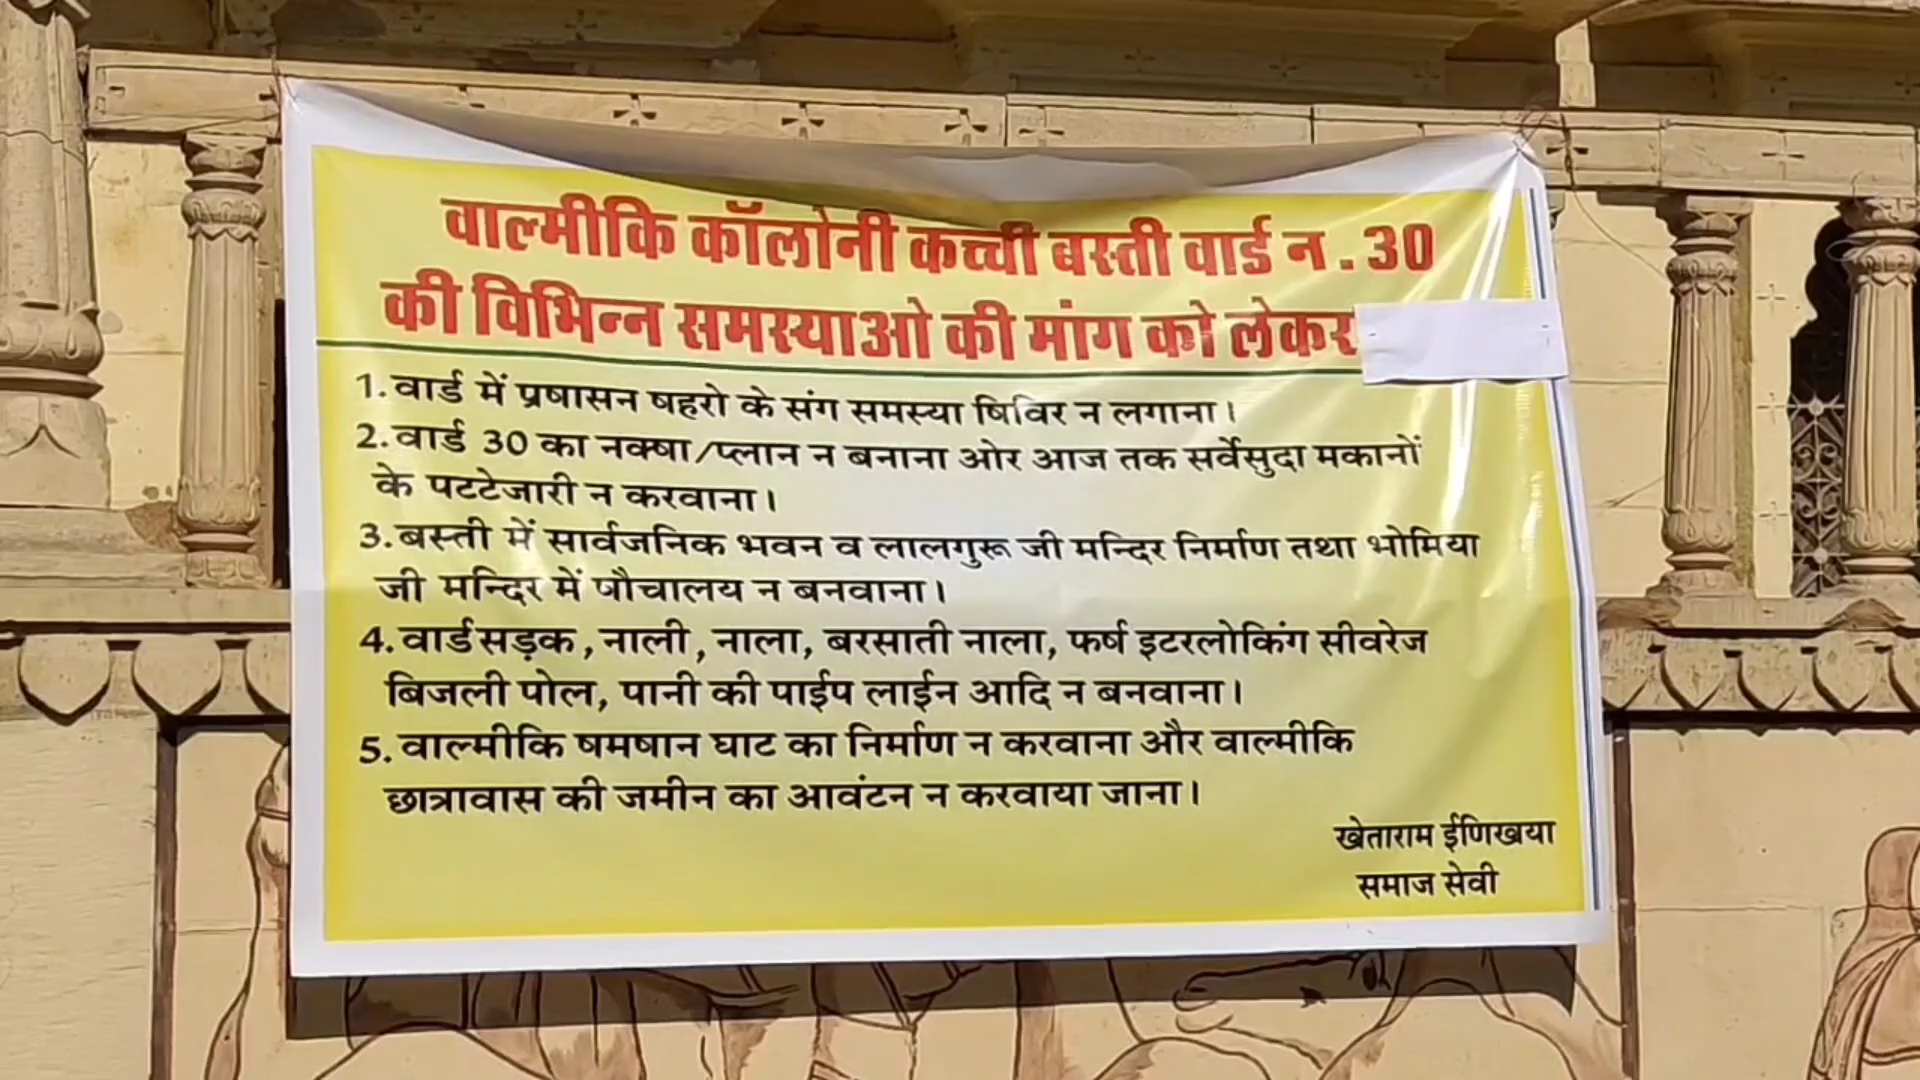 वाल्मीकि कॉलोनी कच्ची बस्ती वार्ड न . 30
की विभिन्न समस्याओ की मांग को लेकर
1. वार्ड में प्रषासन षहरो के संग समस्या षिविर न लगाना।
2. वार्ड 30 का नक्षा/प्लान न बनाना ओर आज तक सर्वेसुदा मकानों
के पटटेजारी न करवाना।
3. बस्ती में सार्वजनिक भवन व लालगुरू जी मन्दिर निर्माण तथा भोमिया
जी मन्दिर में षौचालय न बनवाना।
4. वार्ड सड़क, नाली, नाला, बरसाती नाला, फर्ष इटरलोकिंग सीवरेज
बिजली पोल, पानी की पाईप लाईन आदि न बनवाना।
5. वाल्मीकि षमषान घाट का निर्माण न करवाना और वाल्मीकि
छात्रावास की जमीन का आवंटन न करवाया जाना।
खेताराम ईणिखया
समाज सेवी